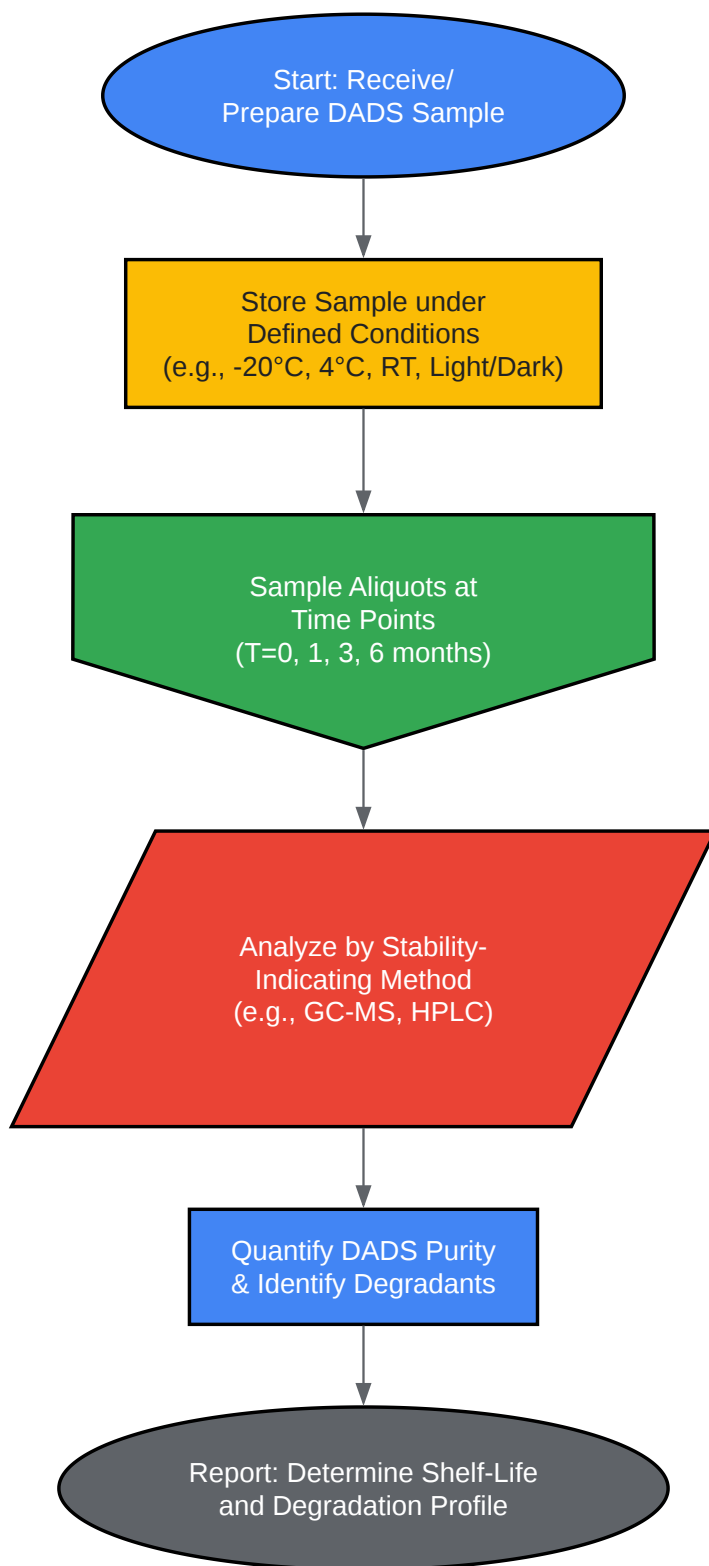 Start: Receive/
Prepare DADS Sample
Store Sample under
Defined Conditions
(e.g., -20°C, 4°C, RT, Light/Dark)
Sample Aliquots at
Time Points
(T=0, 1, 3, 6 months)
Analyze by Stability-
Indicating Method
(e.g., GC-MS, HPLC)
Quantify DADS Purity
& Identify Degradants
Report: Determine Shelf-Life
and Degradation Profile